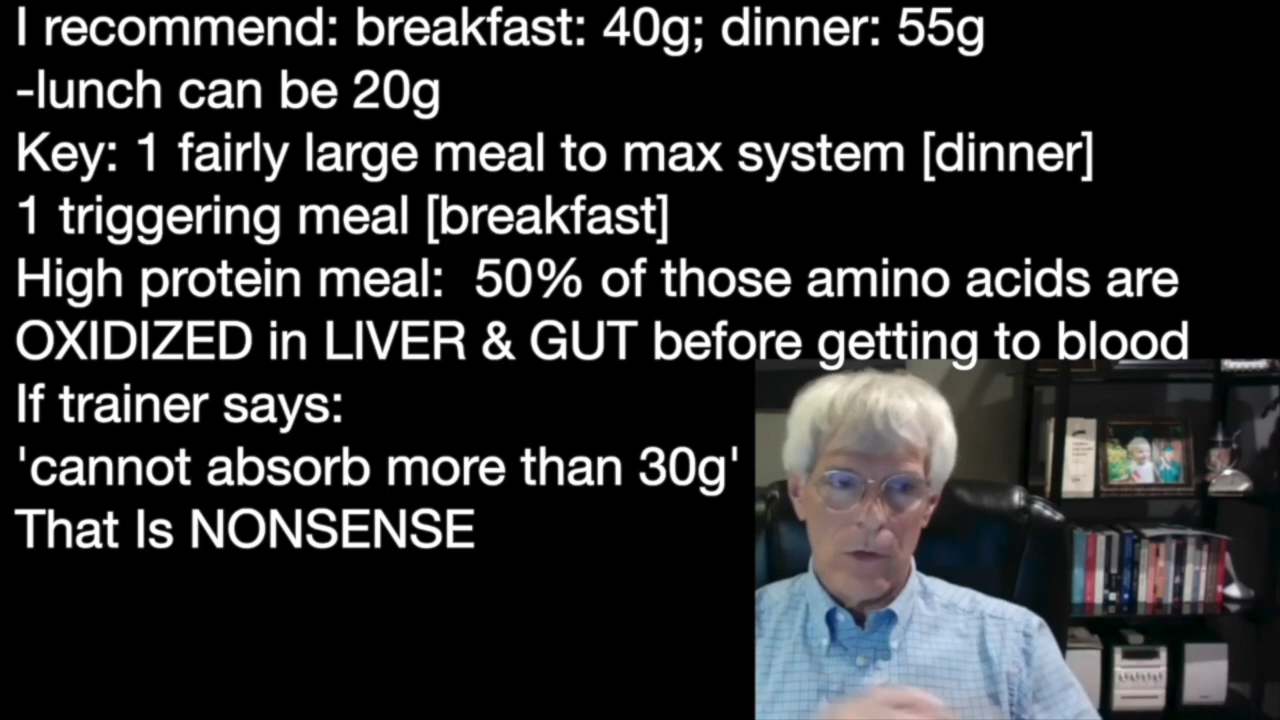 I recommend: breakfast: 40g; dinner: 55g
-lunch can be 20g
Key: 1 fairly large meal to max system [dinner]
1 triggering meal [breakfast]
High protein meal:  50% of those amino acids are
OXIDIZED in LIVER & GUT before getting to blood
If trainer says:
'cannot absorb more than 30g'
That Is NONSENSE